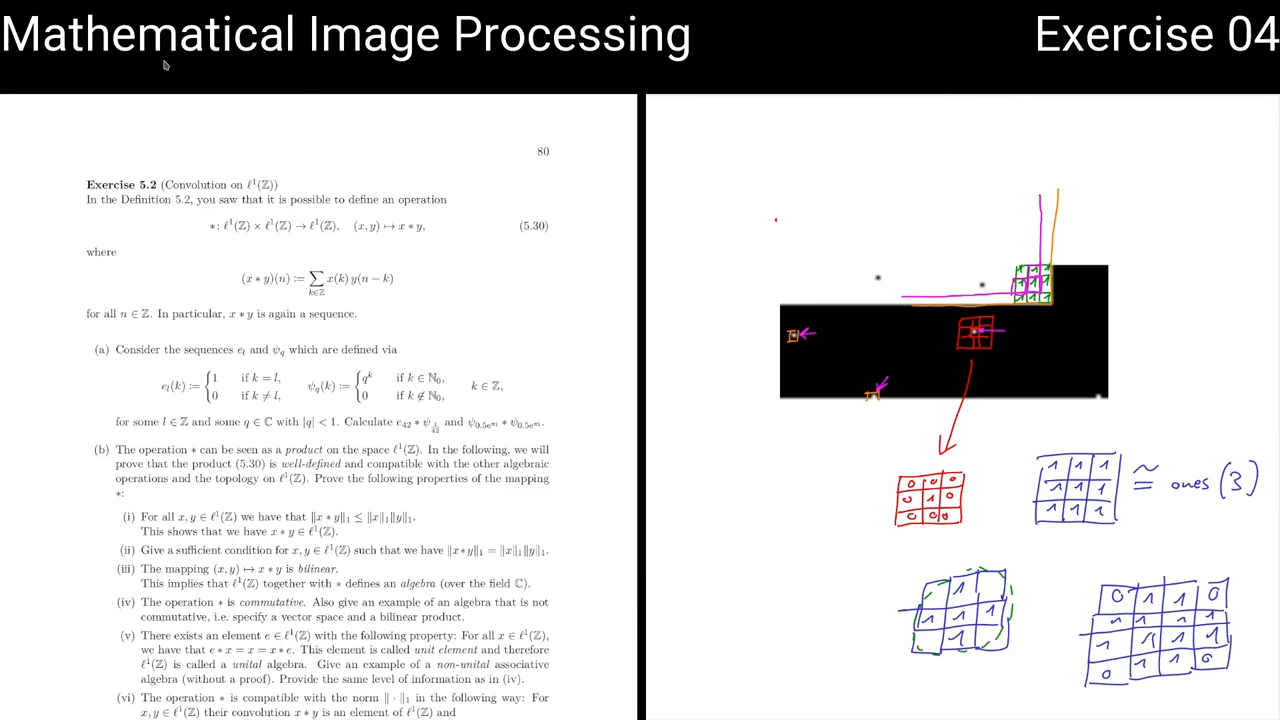 Mathematical Image Processing
Exercise 04
80
Exercise 5.2 (Convolution on ℓ¹(ℤ))
In the Definition 5.2, you saw that it is possible to define an operation
∗: ℓ¹(ℤ) × ℓ¹(ℤ) → ℓ¹(ℤ), (x, y) ↦ x ∗ y, (5.30)
where
(x ∗ y)(n) ≔ ∑_{k∈ℤ} x(k) y(n − k)
for all n ∈ ℤ. In particular, x ∗ y is again a sequence.
(a) Consider the sequences e_l and ψ_q which are defined via
e_l(k) ≔ { 1 if k = l, 0 if k ≠ l, ψ_q(k) ≔ { q^k if k ∈ ℕ₀, 0 if k ∉ ℕ₀, k ∈ ℤ,
for some l ∈ ℤ and some q ∈ ℂ with |q| < 1. Calculate e₄₂ ∗ ψ_{1/42} and ψ_{0.5e^{πi}} ∗ ψ_{0.5e^{πi}}.
(b) The operation ∗ can be seen as a product on the space ℓ¹(ℤ). In the following, we will
prove that the product (5.30) is well-defined and compatible with the other algebraic
operations and the topology on ℓ¹(ℤ). Prove the following properties of the mapping
∗:
(i) For all x, y ∈ ℓ¹(ℤ) we have that ‖x ∗ y‖₁ ≤ ‖x‖₁‖y‖₁.
This shows that we have x ∗ y ∈ ℓ¹(ℤ).
(ii) Give a sufficient condition for x, y ∈ ℓ¹(ℤ) such that we have ‖x∗y‖₁ = ‖x‖₁‖y‖₁.
(iii) The mapping (x, y) ↦ x ∗ y is bilinear.
This implies that ℓ¹(ℤ) together with ∗ defines an algebra (over the field ℂ).
(iv) The operation ∗ is commutative. Also give an example of an algebra that is not
commutative, i.e. specify a vector space and a bilinear product.
(v) There exists an element e ∈ ℓ¹(ℤ) with the following property: For all x ∈ ℓ¹(ℤ),
we have that e ∗ x = x = x ∗ e. This element is called unit element and therefore
ℓ¹(ℤ) is called a unital algebra. Give an example of a non-unital associative
algebra (without a proof). Provide the same level of information as in (iv).
(vi) The operation ∗ is compatible with the norm ‖ · ‖₁ in the following way: For
x, y ∈ ℓ¹(ℤ) their convolution x ∗ y is an element of ℓ¹(ℤ) and
1 1 1
1 1 1
1 1 1
0 0 0
0 1 0
0 0 0
1 1 1
1 1 1 ≅ ones (3)
1 1 1
1
1 1 1
1
0 1 1 0
1 1 1 1
1 1 1 1
0 1 1 0